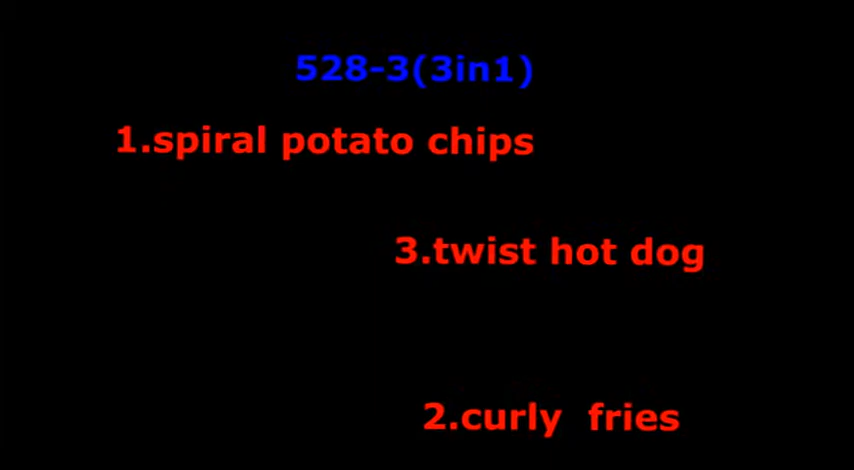 528-3(3in1)
1.spiral potato chips
3.twist hot dog
2.curly fries